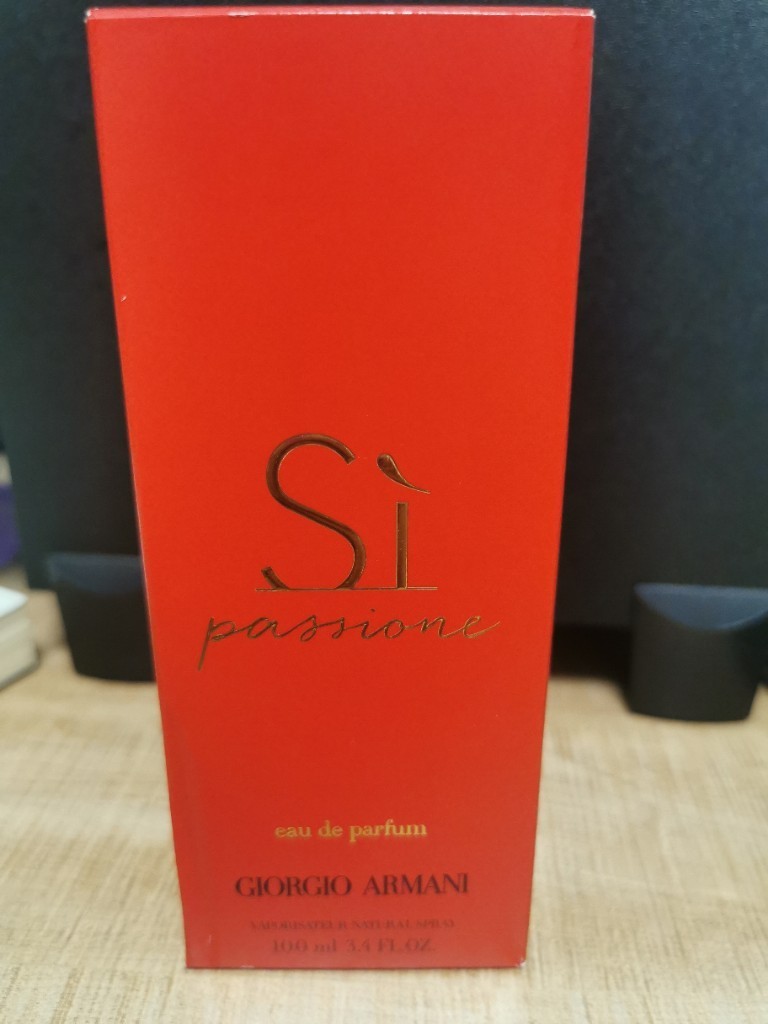 Sì
passione
eau de parfum
GIORGIO ARMANI
VAPORISATEUR NATURAL SPRAY
100 ml 3.4 FL. OZ.